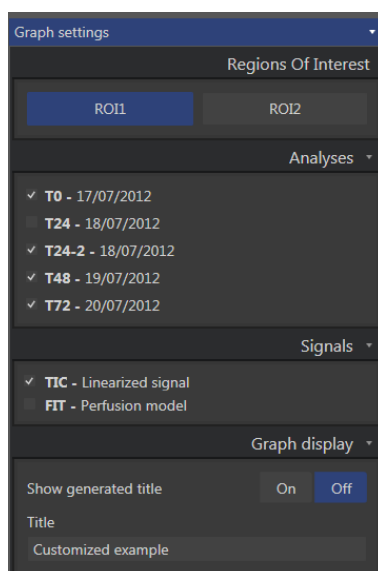 Graph settings
Regions Of Interest
ROI1 ROI2
Analyses
T0 - 17/07/2012
T24 - 18/07/2012
T24-2 - 18/07/2012
T48 - 19/07/2012
T72 - 20/07/2012
Signals
TIC - Linearized signal
FIT - Perfusion model
Graph display
Show generated title On Off
Title
Customized example